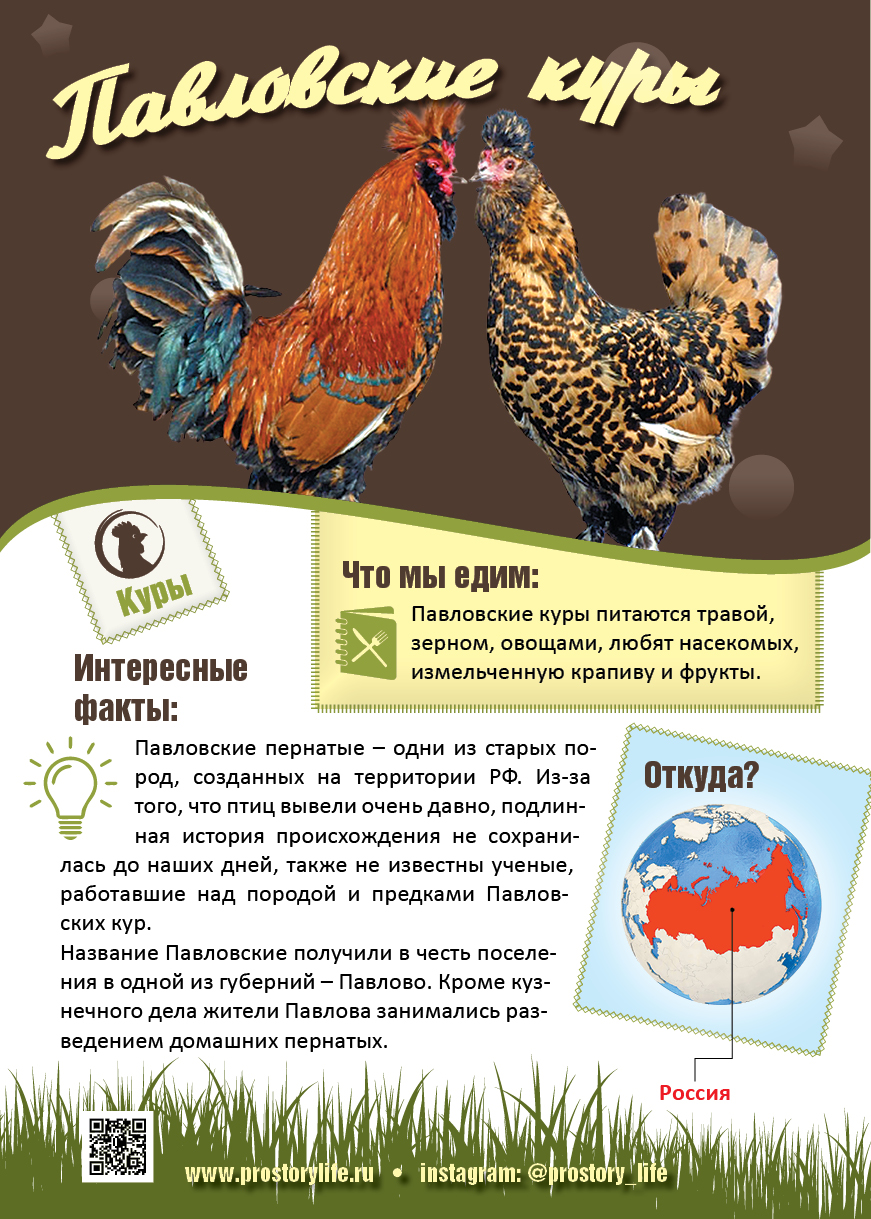 Павловские куры
Куры
Что мы едим:
Павловские куры питаются травой,
зерном, овощами, любят насекомых,
измельченную крапиву и фрукты.
Интересные
факты:
Павловские пернатые – одни из старых по-
род, созданных на территории РФ. Из-за
того, что птиц вывели очень давно, подлин-
ная история происхождения не сохрани-
лась до наших дней, также не известны ученые,
работавшие над породой и предками Павлов-
ских кур.
Название Павловские получили в честь поселе-
ния в одной из губерний – Павлово. Кроме куз-
нечного дела жители Павлова занимались раз-
ведением домашних пернатых.
Откуда?
Россия
www.prostorylife.ru • instagram: @prostory_life